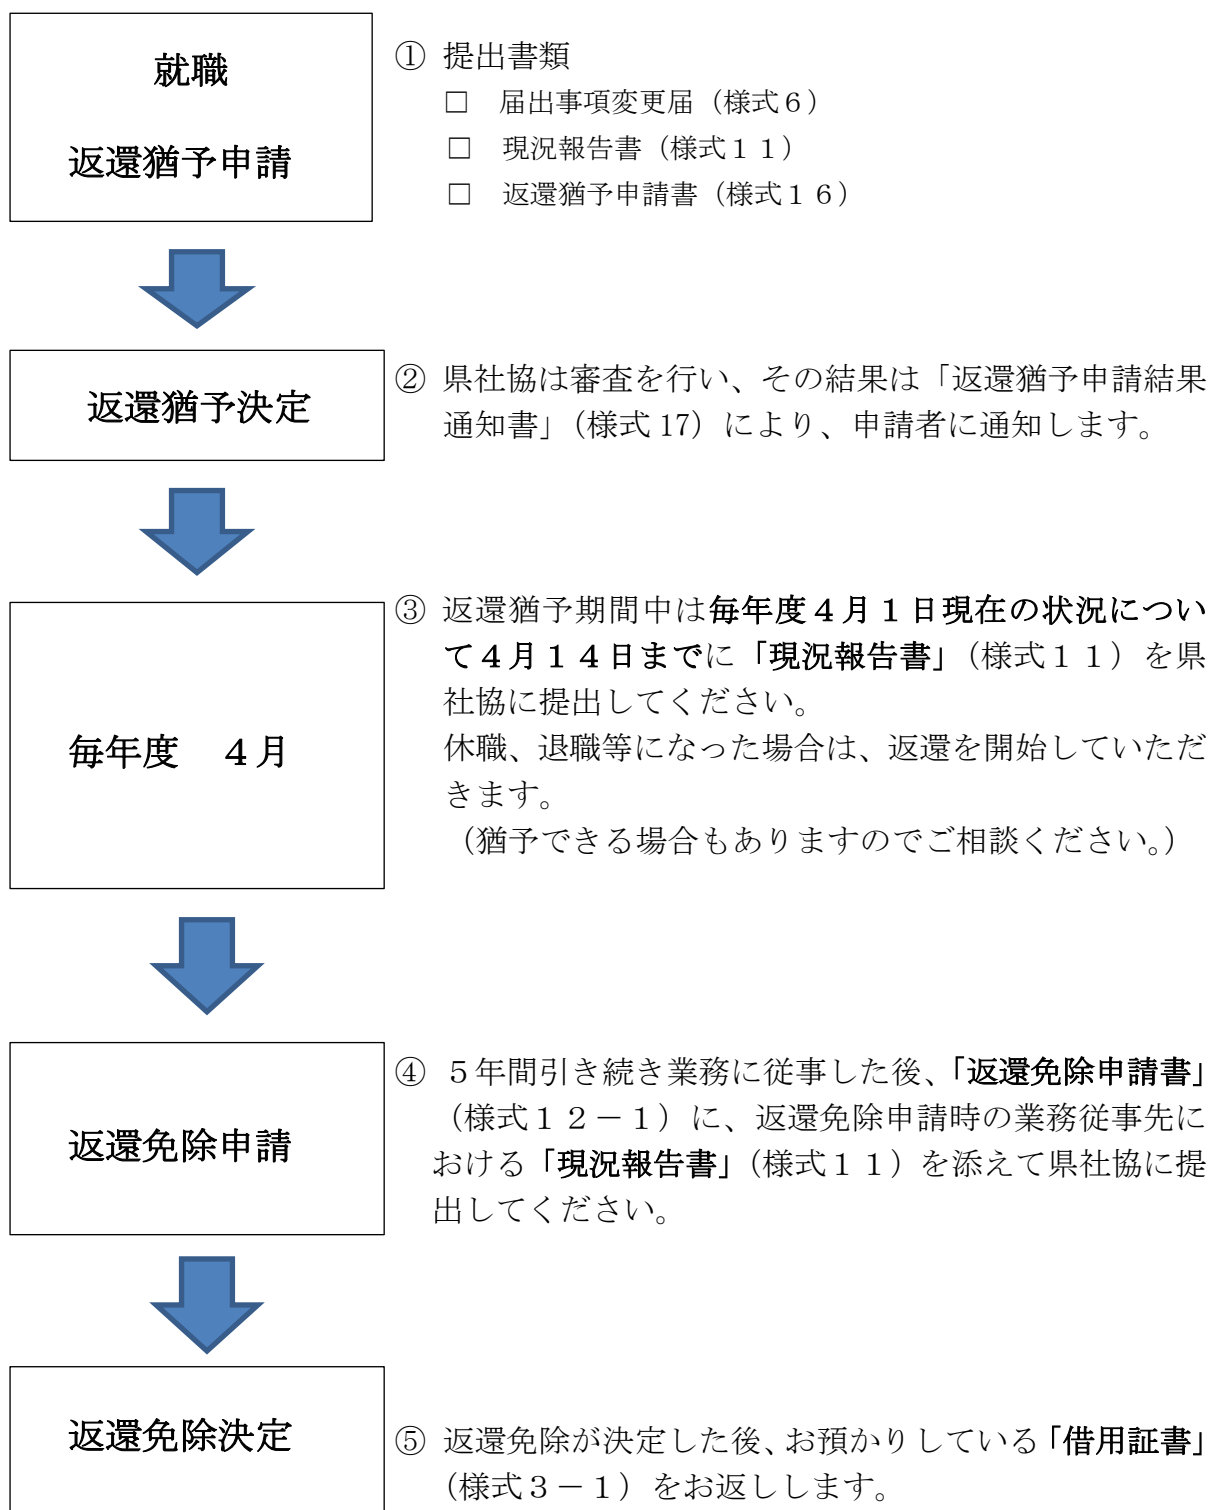 就職
返還猶予申請
① 提出書類
□ 届出事項変更届（様式６）
□ 現況報告書（様式１１）
□ 返還猶予申請書（様式１６）
返還猶予決定
② 県社協は審査を行い、その結果は「返還猶予申請結果
通知書」（様式 17）により、申請者に通知します。
毎年度　４月
③ 返還猶予期間中は毎年度４月１日現在の状況につい
て４月１４日までに「現況報告書」（様式１１）を県
社協に提出してください。
休職、退職等になった場合は、返還を開始していただ
きます。
（猶予できる場合もありますのでご相談ください。）
返還免除申請
④ ５年間引き続き業務に従事した後、「返還免除申請書」
（様式１２－１）に、返還免除申請時の業務従事先に
おける「現況報告書」（様式１１）を添えて県社協に提
出してください。
返還免除決定
⑤ 返還免除が決定した後、お預かりしている「借用証書」
（様式３－１）をお返しします。